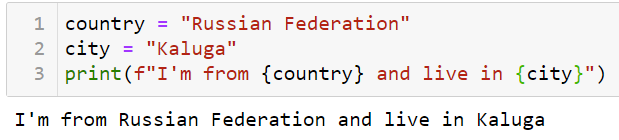 1 country = "Russian Federation"
2 city = "Kaluga"
3 print(f"I'm from {country} and live in {city}")
I'm from Russian Federation and live in Kaluga